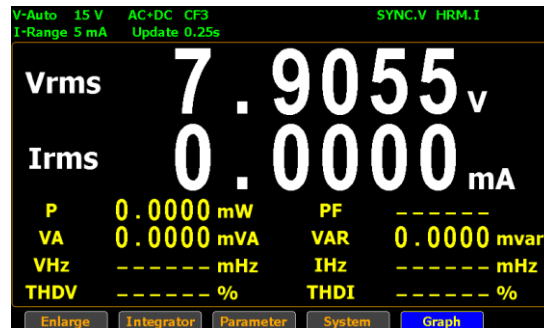 V-Auto 15 V AC+DC CF3 SYNC.V HRM.I
I-Range 5 mA Update 0.25s
Vrms 7.9055 V
Irms 0.0000 mA
P 0.0000 mW PF ------
VA 0.0000 mVA VAR 0.0000 mvar
VHz ------ mHz IHz ------ mHz
THDV ------ % THDI ------ %
Enlarge Integrator Parameter System Graph